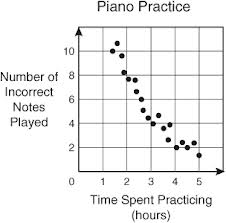 Piano Practice
Number of
Incorrect
Notes
Played
10
8
6
4
2
0
1
2
3
4
5
Time Spent Practicing
(hours)